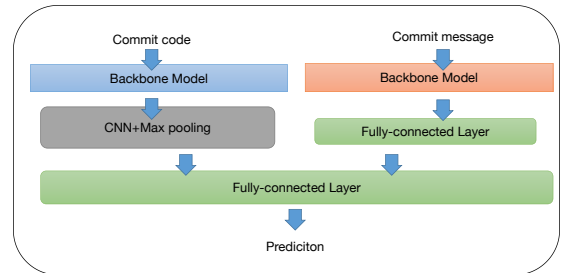 Commit code
Commit message
Backbone Model
Backbone Model
CNN+Max pooling
Fully-connected Layer
Fully-connected Layer
Prediciton